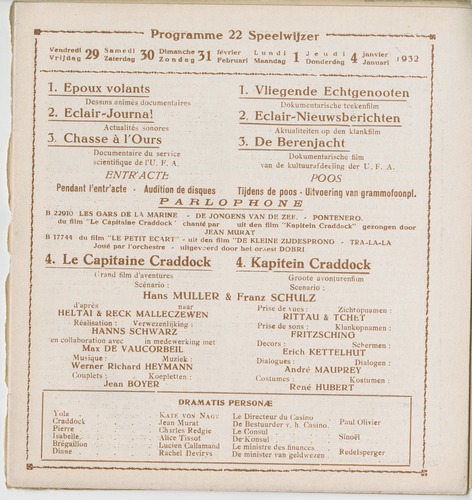 Programme 22 Speelwijzer
Vendredi Vrijdag 29 Samedi Zaterdag 30 Dimanche Zondag 31 février Februari Lundi Maandag 1 Jeudi Donderdag 4 janvier Januari 1932
1. Epoux volants
Dessins animés documentaires
2. Eclair-Journal
Actualités sonores
3. Chasse à l'Ours
Documentaire du service
scientifique de l'U. F. A.
ENTR'ACTE
Pendant l'entr'acte - Audition de disques
1. Vliegende Echtgenooten
Dokumentarische teekenfilm
2. Eclair-Nieuwsberichten
Aktualiteiten op den klankfilm
3. De Berenjacht
Dokumentarische film
van de kultuurafdeeling der U. F. A.
POOS
Tijdens de poos - Uitvoering van grammofoonpl.
PARLOPHONE
B 22910 LES GARS DE LA MARINE - DE JONGENS VAN DE ZEE. - PONTENERO.
du film "Le Capitaine Craddock" chanté par uit den film "Kapitein Craddock" gezongen door
JEAN MURAT
B 17744 du film "LE PETIT ECART" - uit den film "DE KLEINE ZIJDESPRONG - TRA-LA-LA
Joué par l'orchestre - uitgevoerd door het orkest DOBRI
4. Le Capitaine Craddock
4. Kapitein Craddock
Grand film d'aventures
Groote avonturenfilm
Scénario :
Scenario :
Hans MULLER & Franz SCHULZ
d'après naar
HELTAI & RECK MALLECZEWEN
Réalisation : Verwezenlijking :
HANNS SCHWARZ
en collaboration avec in medewerking met
Max DE VAUCORBEIL
Musique : Muziek :
Werner Richard HEYMANN
Couplets : Koepletten :
Jean BOYER
Prise de vues : Zichtopnamen :
RITTAU & TCHET
Prise de sons : Klankopnamen :
FRITZSCHING
Decors : Schermen :
Erich KETTELHUT
Dialogues : Dialogen :
André MAUPREY
Costumes : Kostumen :
René HUBERT
DRAMATIS PERSONÆ
Yola KATE VON NAGY
Craddock Jean Murat
Pierre Charles Redgie
Isabelle Alice Tissot
Brégaillon Lucien Callamand
Diane Rachel Devirys
Le Directeur du Casino
De Bestuurder v. h. Casino Paul Olivier
Le Consul
De Konsul Sinoël
Le ministre des finances
De minister van geldwezen Redelsperger